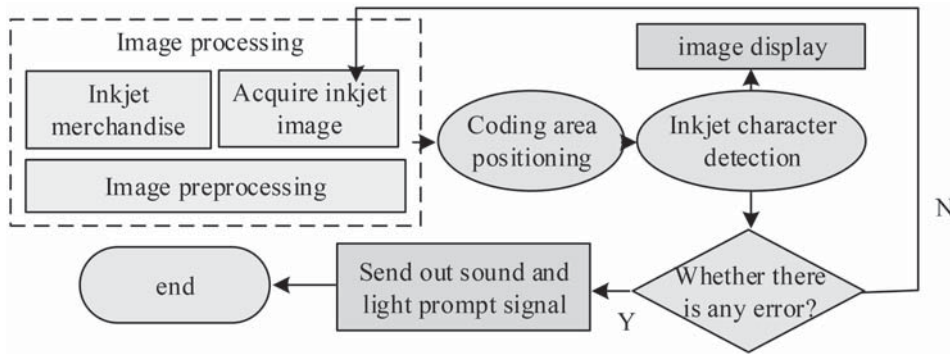 Image processing
Inkjet
merchandise
Acquire inkjet
image
Image preprocessing
Coding area
positioning
image display
Inkjet character
detection
N
Whether there
is any error?
Y
Send out sound and
light prompt signal
end